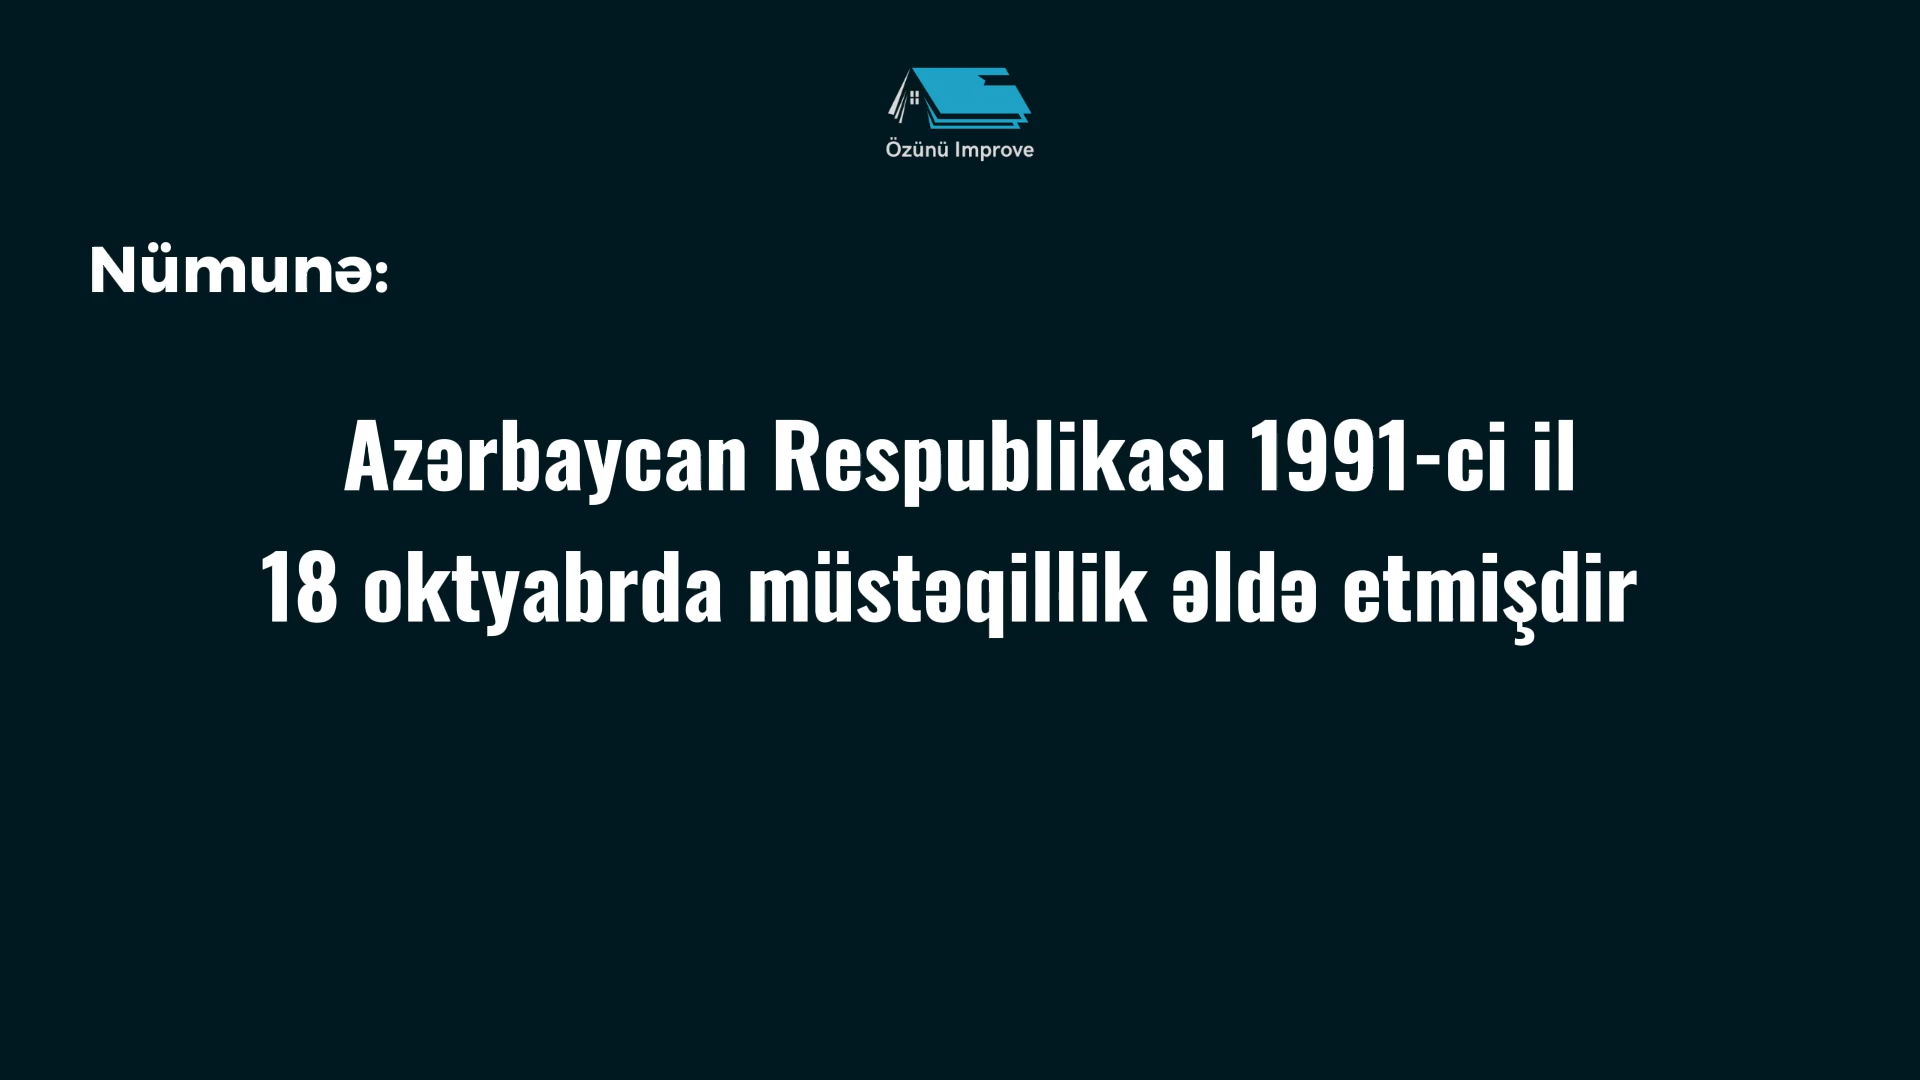 Özünü Improve
Nümunə:
Azərbaycan Respublikası 1991-ci il
18 oktyabrda müstəqillik əldə etmişdir